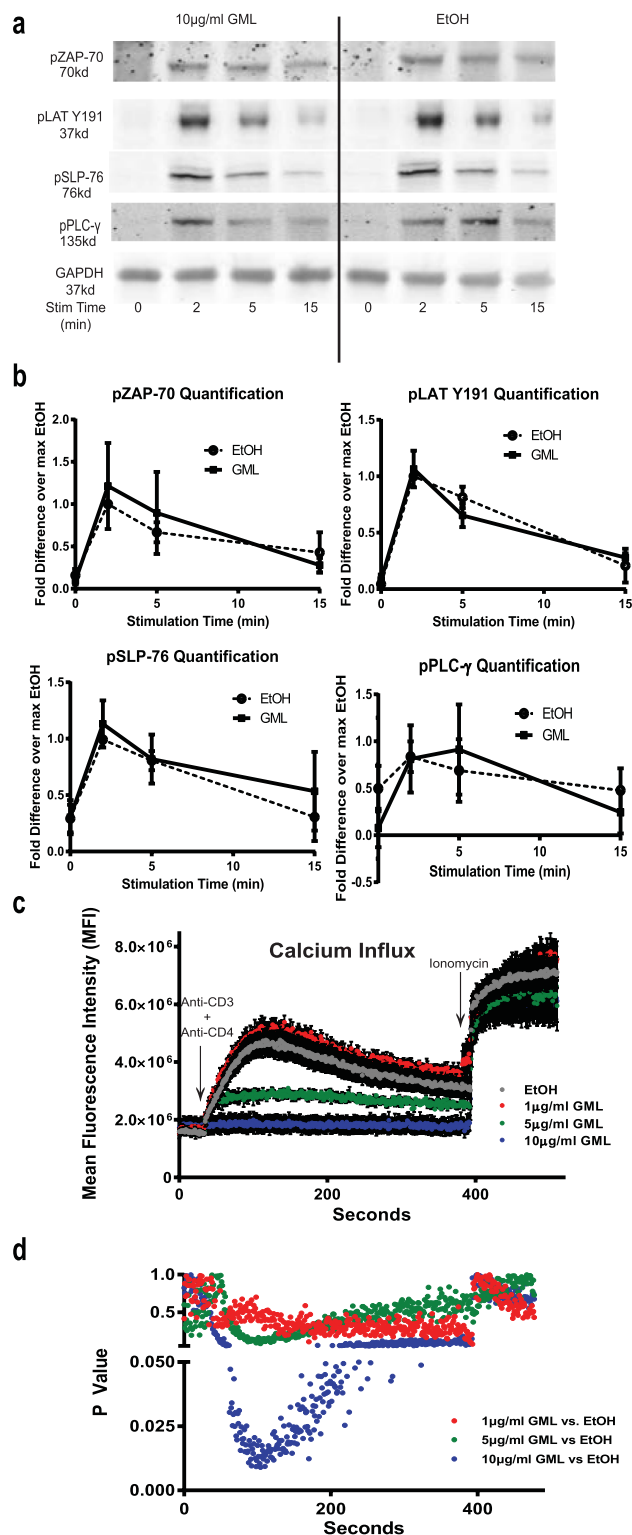 a
10µg/ml GML EtOH
pZAP-70
70kd
pLAT Y191
37kd
pSLP-76
76kd
pPLC-γ
135kd
GAPDH
37kd
Stim Time
(min)
0 2 5 15 0 2 5 15
b
pZAP-70 Quantification
Fold Difference over max EtOH
2.0
1.5
1.0
0.5
0.0
0 5 10 15
Stimulation Time (min)
EtOH
GML
pLAT Y191 Quantification
Fold Difference over max EtOH
1.5
1.0
0.5
0.0
0 5 10 15
Stimulation Time (min)
EtOH
GML
pSLP-76 Quantification
Fold Difference over max EtOH
1.5
1.0
0.5
0.0
0 5 10 15
Stimulation Time (min)
EtOH
GML
pPLC-γ Quantification
Fold Difference over max EtOH
1.5
1.0
0.5
0.0
-0.5
5 10 15
Stimulation Time (min)
EtOH
GML
c
Calcium Influx
Mean Fluorescence Intensity (MFI)
8.0×10⁶
6.0×10⁶
4.0×10⁶
2.0×10⁶
0
Anti-CD3
+
Anti-CD4
Ionomycin
EtOH
1µg/ml GML
5µg/ml GML
10µg/ml GML
0 200 400
Seconds
d
P Value
1.0
0.5
0.050
0.025
0.000
1µg/ml GML vs. EtOH
5µg/ml GML vs EtOH
10µg/ml GML vs EtOH
0 200 400
Seconds